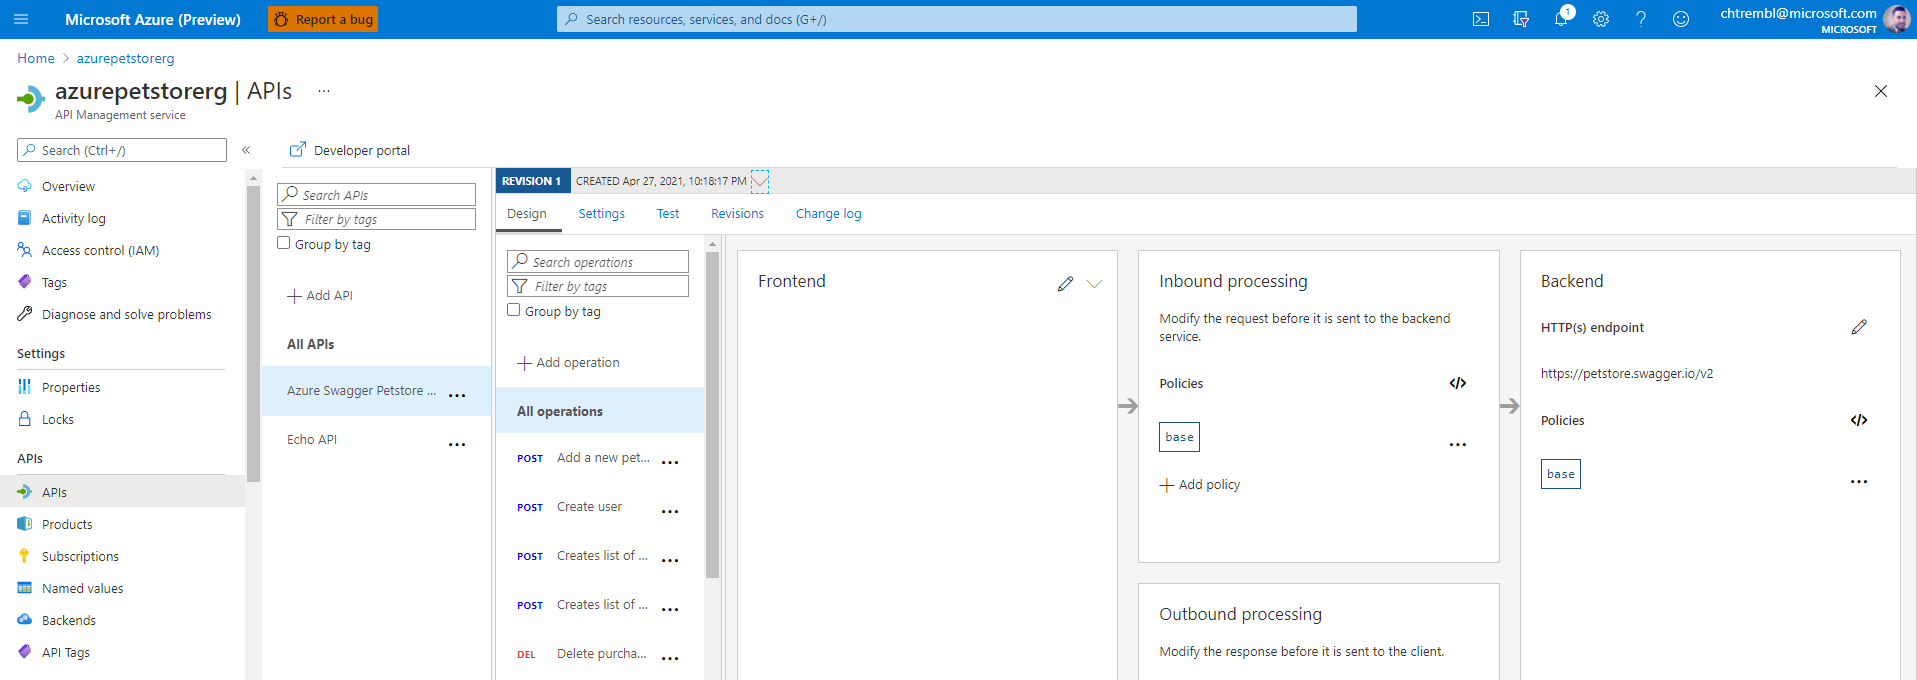 Microsoft Azure (Preview)
Report a bug
Search resources, services, and docs (G+/)
1
chtrembl@microsoft.com
MICROSOFT
Home > azurepetstorerg
azurepetstorerg | APIs ...
API Management service
Search (Ctrl+/)
«
Overview
Activity log
Access control (IAM)
Tags
Diagnose and solve problems
Settings
Properties
Locks
APIs
APIs
Products
Subscriptions
Named values
Backends
API Tags
Developer portal
Search APIs
Filter by tags
Group by tag
+ Add API
All APIs
Azure Swagger Petstore ... ...
Echo API ...
REVISION 1 CREATED Apr 27, 2021, 10:18:17 PM
Design Settings Test Revisions Change log
Search operations
Filter by tags
Group by tag
+ Add operation
All operations
POST Add a new pet... ...
POST Create user ...
POST Creates list of ... ...
POST Creates list of ... ...
DEL Delete purcha... ...
Frontend
Inbound processing
Modify the request before it is sent to the backend
service.
Policies </>
base ...
+ Add policy
Outbound processing
Modify the response before it is sent to the client.
Backend
HTTP(s) endpoint
https://petstore.swagger.io/v2
Policies </>
base ...